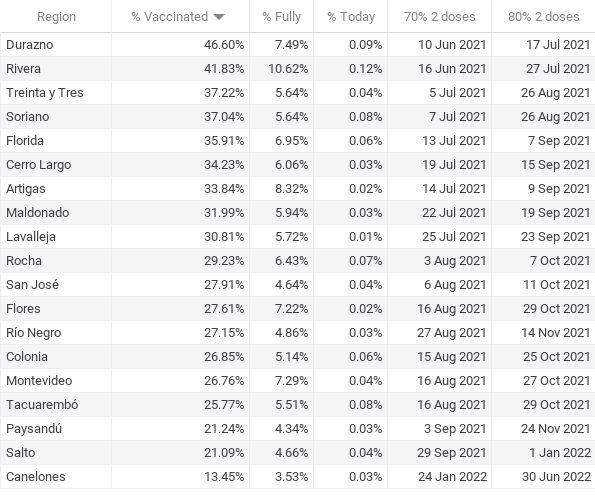 Region % Vaccinated % Fully % Today 70% 2 doses 80% 2 doses
Durazno 46.60% 7.49% 0.09% 10 Jun 2021 17 Jul 2021
Rivera 41.83% 10.62% 0.12% 16 Jun 2021 27 Jul 2021
Treinta y Tres 37.22% 5.64% 0.04% 5 Jul 2021 26 Aug 2021
Soriano 37.04% 5.64% 0.08% 7 Jul 2021 26 Aug 2021
Florida 35.91% 6.95% 0.06% 13 Jul 2021 7 Sep 2021
Cerro Largo 34.23% 6.06% 0.03% 19 Jul 2021 15 Sep 2021
Artigas 33.84% 8.32% 0.02% 14 Jul 2021 9 Sep 2021
Maldonado 31.99% 5.94% 0.03% 22 Jul 2021 19 Sep 2021
Lavalleja 30.81% 5.72% 0.01% 25 Jul 2021 23 Sep 2021
Rocha 29.23% 6.43% 0.07% 3 Aug 2021 7 Oct 2021
San José 27.91% 4.64% 0.04% 6 Aug 2021 11 Oct 2021
Flores 27.61% 7.22% 0.02% 16 Aug 2021 29 Oct 2021
Río Negro 27.15% 4.86% 0.03% 27 Aug 2021 14 Nov 2021
Colonia 26.85% 5.14% 0.06% 15 Aug 2021 25 Oct 2021
Montevideo 26.76% 7.29% 0.04% 16 Aug 2021 27 Oct 2021
Tacuarembó 25.77% 5.51% 0.08% 16 Aug 2021 29 Oct 2021
Paysandú 21.24% 4.34% 0.03% 3 Sep 2021 24 Nov 2021
Salto 21.09% 4.66% 0.04% 29 Sep 2021 1 Jan 2022
Canelones 13.45% 3.53% 0.03% 24 Jan 2022 30 Jun 2022